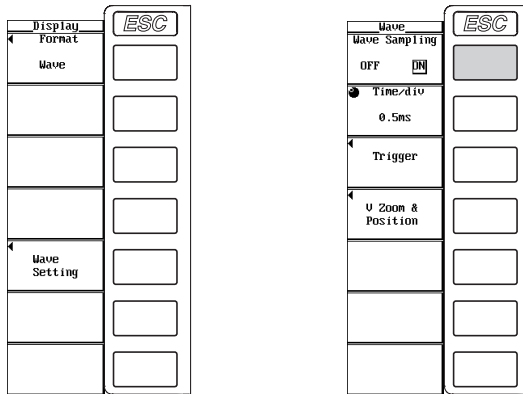 Display
ESC
Format
Wave
Wave
Setting
Wave
ESC
Wave Sampling
OFF ON
Time/div
0.5ms
Trigger
V Zoom &
Position